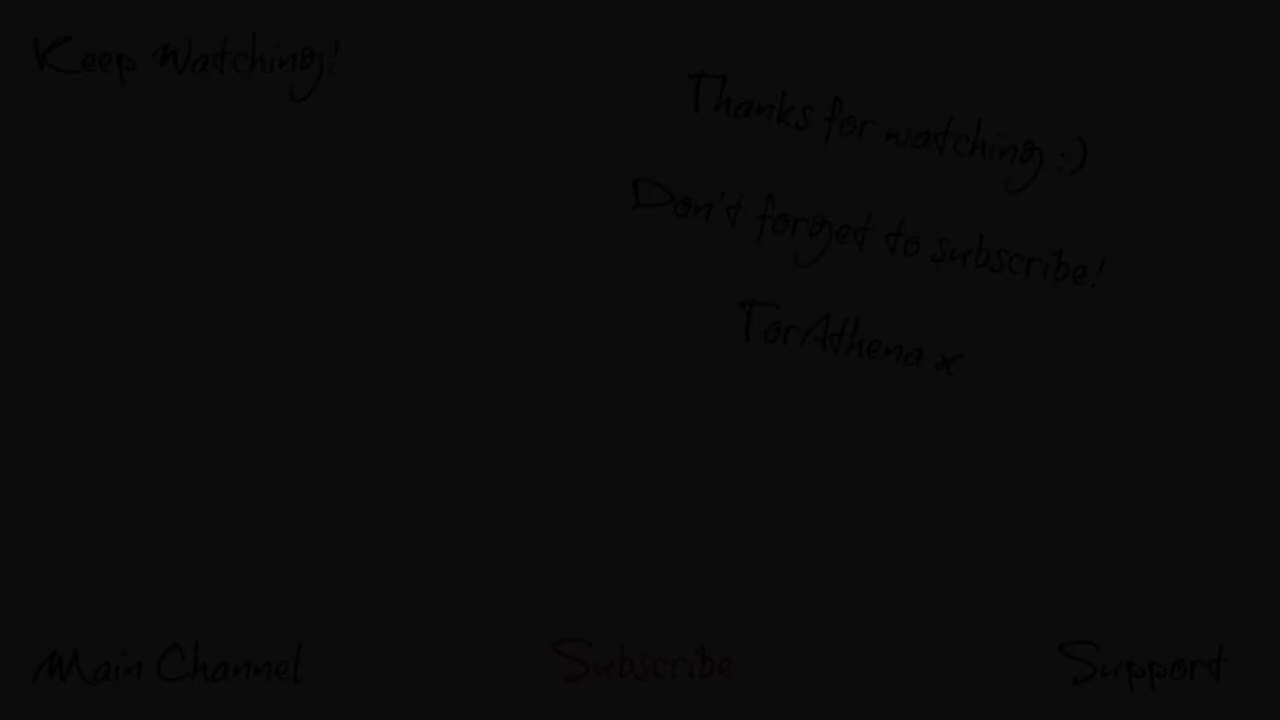 Keep Watching!
Thanks for watching :)
Don't forget to subscribe!
TorAthena x
Main Channel
Subscribe
Support